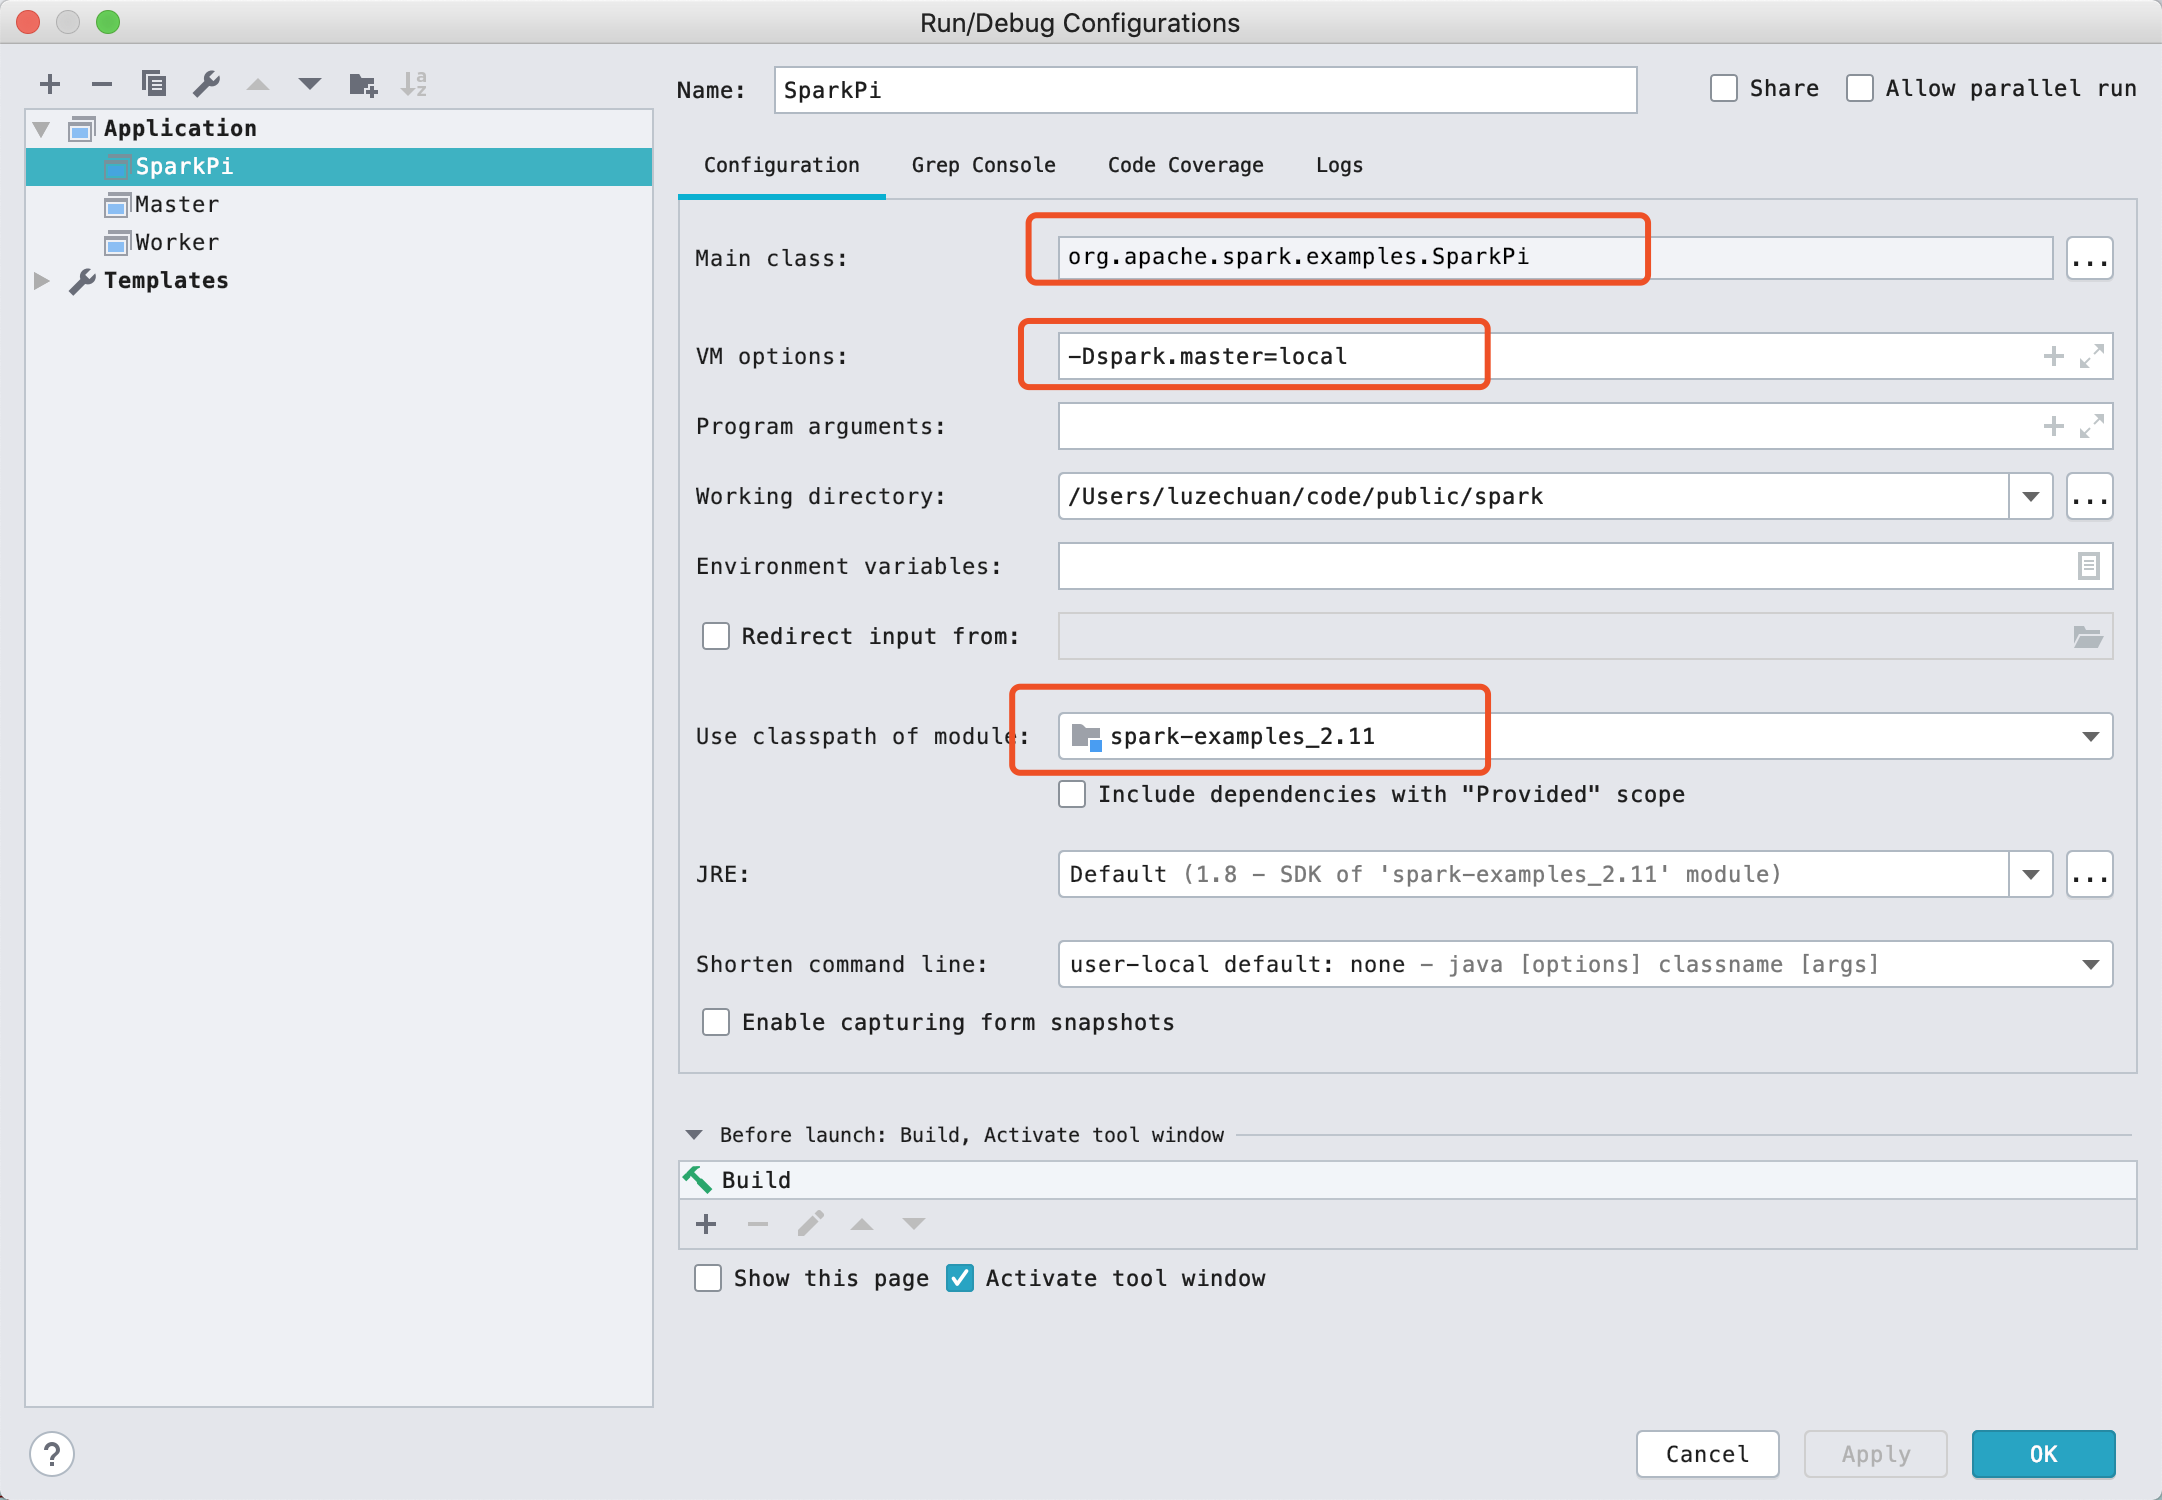 Run/Debug Configurations
Name: SparkPi
Share
Allow parallel run
Application
SparkPi
Master
Worker
Templates
Configuration Grep Console Code Coverage Logs
Main class: org.apache.spark.examples.SparkPi ...
VM options: -Dspark.master=local
Program arguments:
Working directory: /Users/luzechuan/code/public/spark ...
Environment variables:
Redirect input from:
Use classpath of module: spark-examples_2.11
Include dependencies with "Provided" scope
JRE: Default (1.8 - SDK of 'spark-examples_2.11' module) ...
Shorten command line: user-local default: none - java [options] classname [args]
Enable capturing form snapshots
Before launch: Build, Activate tool window
Build
Show this page Activate tool window
? Cancel Apply OK